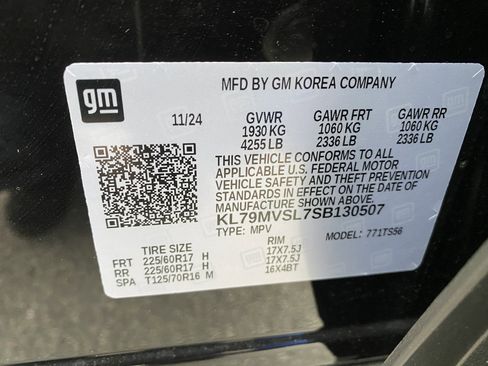 gm
MFD BY GM KOREA COMPANY
11/24 GVWR GAWR FRT GAWR RR
1930 KG 1060 KG 1060 KG
4255 LB 2336 LB 2336 LB
THIS VEHICLE CONFORMS TO ALL
APPLICABLE U.S. FEDERAL MOTOR
VEHICLE SAFETY AND THEFT PREVENTION
STANDARDS IN EFFECT ON THE DATE
OF MANUFACTURE SHOWN ABOVE.
KL79MVSL7SB130507
TYPE: MPV MODEL: 771TS56
TIRE SIZE RIM
FRT 225/60R17 H 17X7.5J
RR 225/60R17 H 17X7.5J
SPA T125/70R16 M 16X4BT